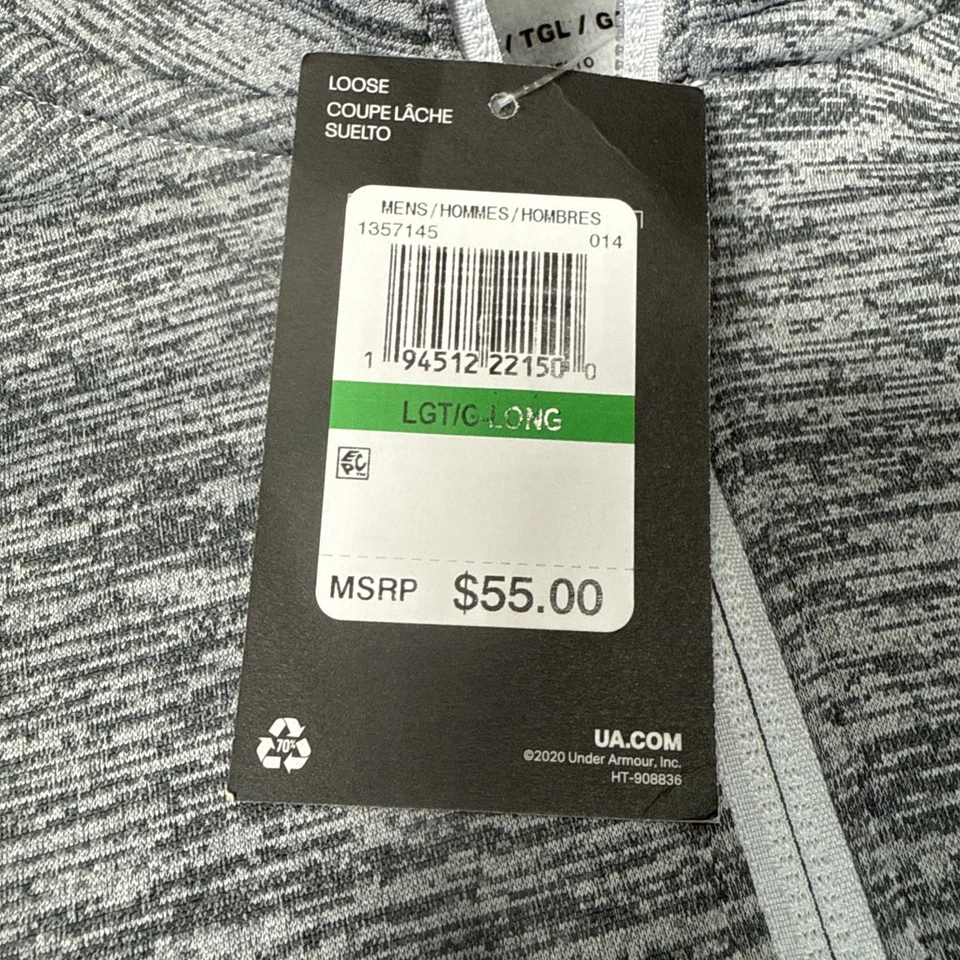 / TGL / G
LOOSE
COUPE LÂCHE
SUELTO
MENS/HOMMES/HOMBRES
1357145 014
1 94512 22150 0
LGT/G-LONG
MSRP $55.00
70%
UA.COM
©2020 Under Armour, Inc.
HT-908836